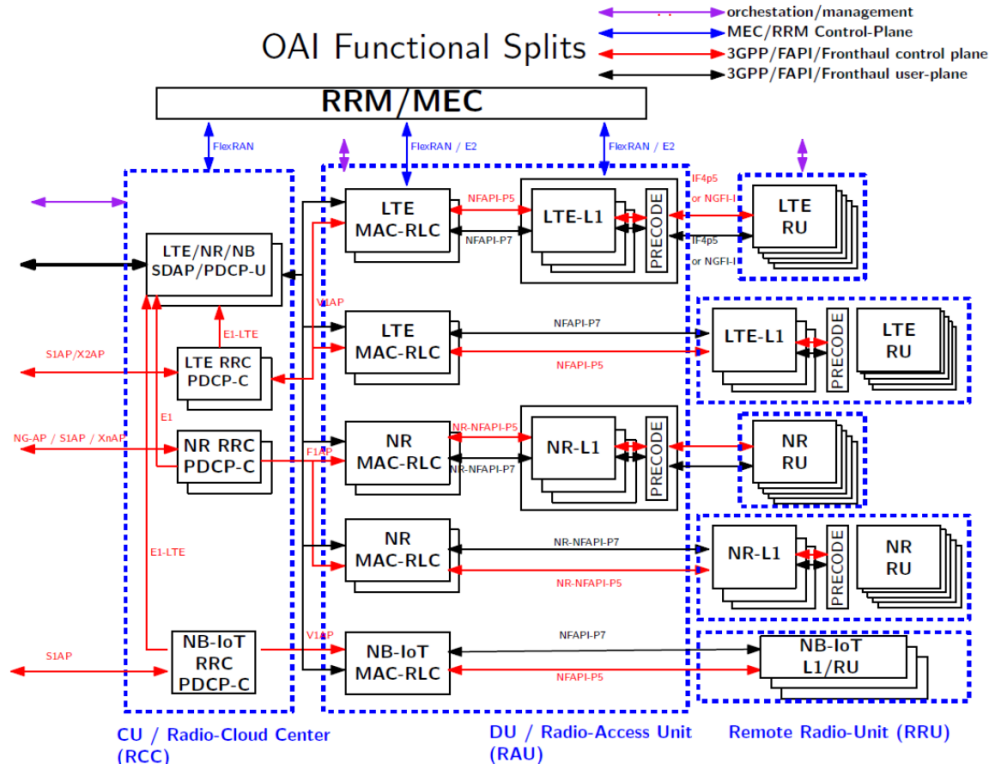 orchestation/management
MEC/RRM Control-Plane
3GPP/FAPI/Fronthaul control plane
3GPP/FAPI/Fronthaul user-plane
OAI Functional Splits
RRM/MEC
FlexRAN
FlexRAN / E2
FlexRAN / E2
LTE/NR/NB
SDAP/PDCP-U
E1-LTE
S1AP/X2AP
LTE RRC
PDCP-C
E1
NG-AP / S1AP / XnAP
NR RRC
PDCP-C
E1-LTE
S1AP
NB-IoT
RRC
PDCP-C
V1AP
F1AP
V1AP
LTE
MAC-RLC
NFAPI-P5
NFAPI-P7
LTE-L1
PRECODE
IF4p5
or NGFI-I
IF4p5
or NGFI-I
LTE
RU
LTE
MAC-RLC
NFAPI-P7
NFAPI-P5
LTE-L1
PRECODE
LTE
RU
NR
MAC-RLC
NR-NFAPI-P5
NR-NFAPI-P7
NR-L1
PRECODE
NR
RU
NR
MAC-RLC
NR-NFAPI-P7
NR-NFAPI-P5
NR-L1
PRECODE
NR
RU
NB-IoT
MAC-RLC
NFAPI-P7
NFAPI-P5
NB-IoT
L1/RU
CU / Radio-Cloud Center
(RCC)
DU / Radio-Access Unit
(RAU)
Remote Radio-Unit (RRU)